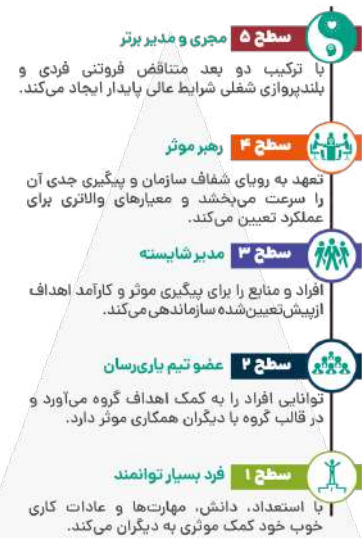 سطح ۵ مجری و مدیر برتر
با ترکیب دو بعد متناقض فروتنی فردی و
بلندپروازی شغلی شرایط عالی پایدار ایجاد می‌کند.
سطح ۴ رهبر موثر
تعهد به رویای شفاف سازمان و پیگیری جدی آن
را سرعت می‌بخشد و معیارهای والاتری برای
عملکرد تعیین می‌کند.
سطح ۳ مدیر شایسته
افراد و منابع را برای پیگیری موثر و کارآمد اهداف
ازپیش‌تعیین‌شده سازماندهی می‌کند.
سطح ۲ عضو تیم یاری‌رسان
توانایی افراد را به کمک اهداف گروه می‌آورد و
در قالب گروه با دیگران همکاری موثر دارد.
سطح ۱ فرد بسیار توانمند
با استعداد، دانش، مهارت‌ها و عادات کاری
خوب خود کمک موثری به دیگران می‌کند.